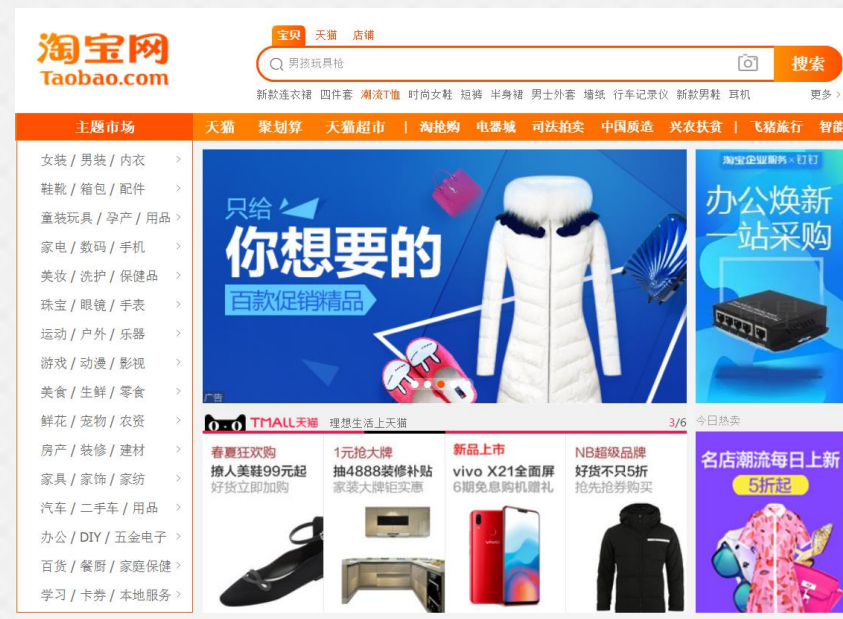 淘宝网
Taobao.com
宝贝 天猫 店铺
男孩玩具枪
搜索
新款连衣裙 四件套 潮流T恤 时尚女鞋 短裤 半身裙 男士外套 墙纸 行车记录仪 新款男鞋 耳机 更多 >
主题市场
天猫 聚划算 天猫超市 | 淘抢购 电器城 司法拍卖 中国质造 兴农扶贫 | 飞猪旅行 智能
女装 / 男装 / 内衣 >
鞋靴 / 箱包 / 配件 >
童装玩具 / 孕产 / 用品 >
家电 / 数码 / 手机 >
美妆 / 洗护 / 保健品 >
珠宝 / 眼镜 / 手表 >
运动 / 户外 / 乐器 >
游戏 / 动漫 / 影视 >
美食 / 生鲜 / 零食 >
鲜花 / 宠物 / 农资 >
房产 / 装修 / 建材 >
家具 / 家饰 / 家纺 >
汽车 / 二手车 / 用品 >
办公 / DIY / 五金电子 >
百货 / 餐厨 / 家庭保健 >
学习 / 卡券 / 本地服务 >
只给
你想要的
百款促销精品
广告
淘宝企业服务×钉钉
办公焕新
一站采购
TMALL天猫 理想生活上天猫 3/6
春夏狂欢购
撩人美鞋99元起
好货立即加购
1元抢大牌
抽4888装修补贴
家装大牌钜实惠
新品上市
vivo X21全面屏
6期免息购机赠礼
vivo
NB超级品牌
好货不只5折
抢先抢券购买
今日热卖
名店潮流每日上新
5折起